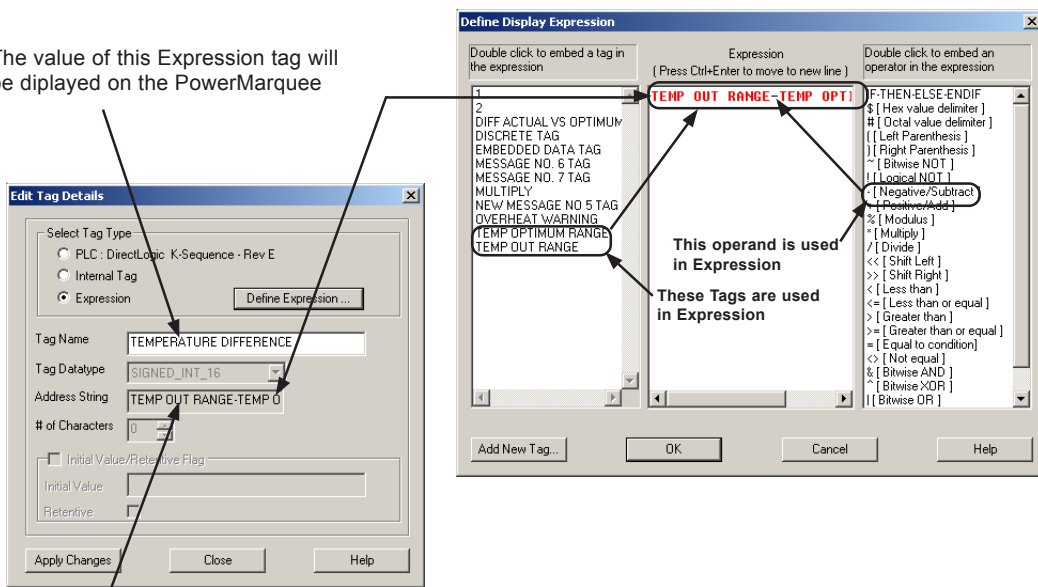 The value of this Expression tag will
be diplayed on the PowerMarquee
Edit Tag Details
Select Tag Type
PLC : DirectLogic K-Sequence - Rev E
Internal Tag
Expression
Define Expression ...
Tag Name
TEMPERATURE DIFFERENCE
Tag Datatype
SIGNED_INT_16
Address String
TEMP OUT RANGE-TEMP O
# of Characters
0
Initial Value/Retentive Flag
Initial Value
Retentive
Apply Changes
Close
Help
Define Display Expression
Double click to embed a tag in
the expression
Expression
( Press Ctrl+Enter to move to new line )
Double click to embed an
operator in the expression
1
2
DIFF ACTUAL VS OPTIMUM
DISCRETE TAG
EMBEDDED DATA TAG
MESSAGE NO. 6 TAG
MESSAGE NO. 7 TAG
MULTIPLY
NEW MESSAGE NO 5 TAG
OVERHEAT WARNING
TEMP OPTIMUM RANGE
TEMP OUT RANGE
TEMP OUT RANGE-TEMP OPTI
IF-THEN-ELSE-ENDIF
$ [ Hex value delimiter ]
# [ Octal value delimiter ]
( [ Left Parenthesis ]
) [ Right Parenthesis ]
~ [ Bitwise NOT ]
! [ Logical NOT ]
- [ Negative/Subtract ]
+ [ Positive/Add ]
% [ Modulus ]
* [ Multiply ]
/ [ Divide ]
<< [ Shift Left ]
>> [ Shift Right ]
< [ Less than ]
<= [ Less than or equal ]
> [ Greater than ]
>= [ Greater than or equal ]
= [ Equal to condition]
<> [ Not equal ]
& [ Bitwise AND ]
^ [ Bitwise XOR ]
| [ Bitwise OR ]
This operand is used
in Expression
These Tags are used
in Expression
Add New Tag...
OK
Cancel
Help